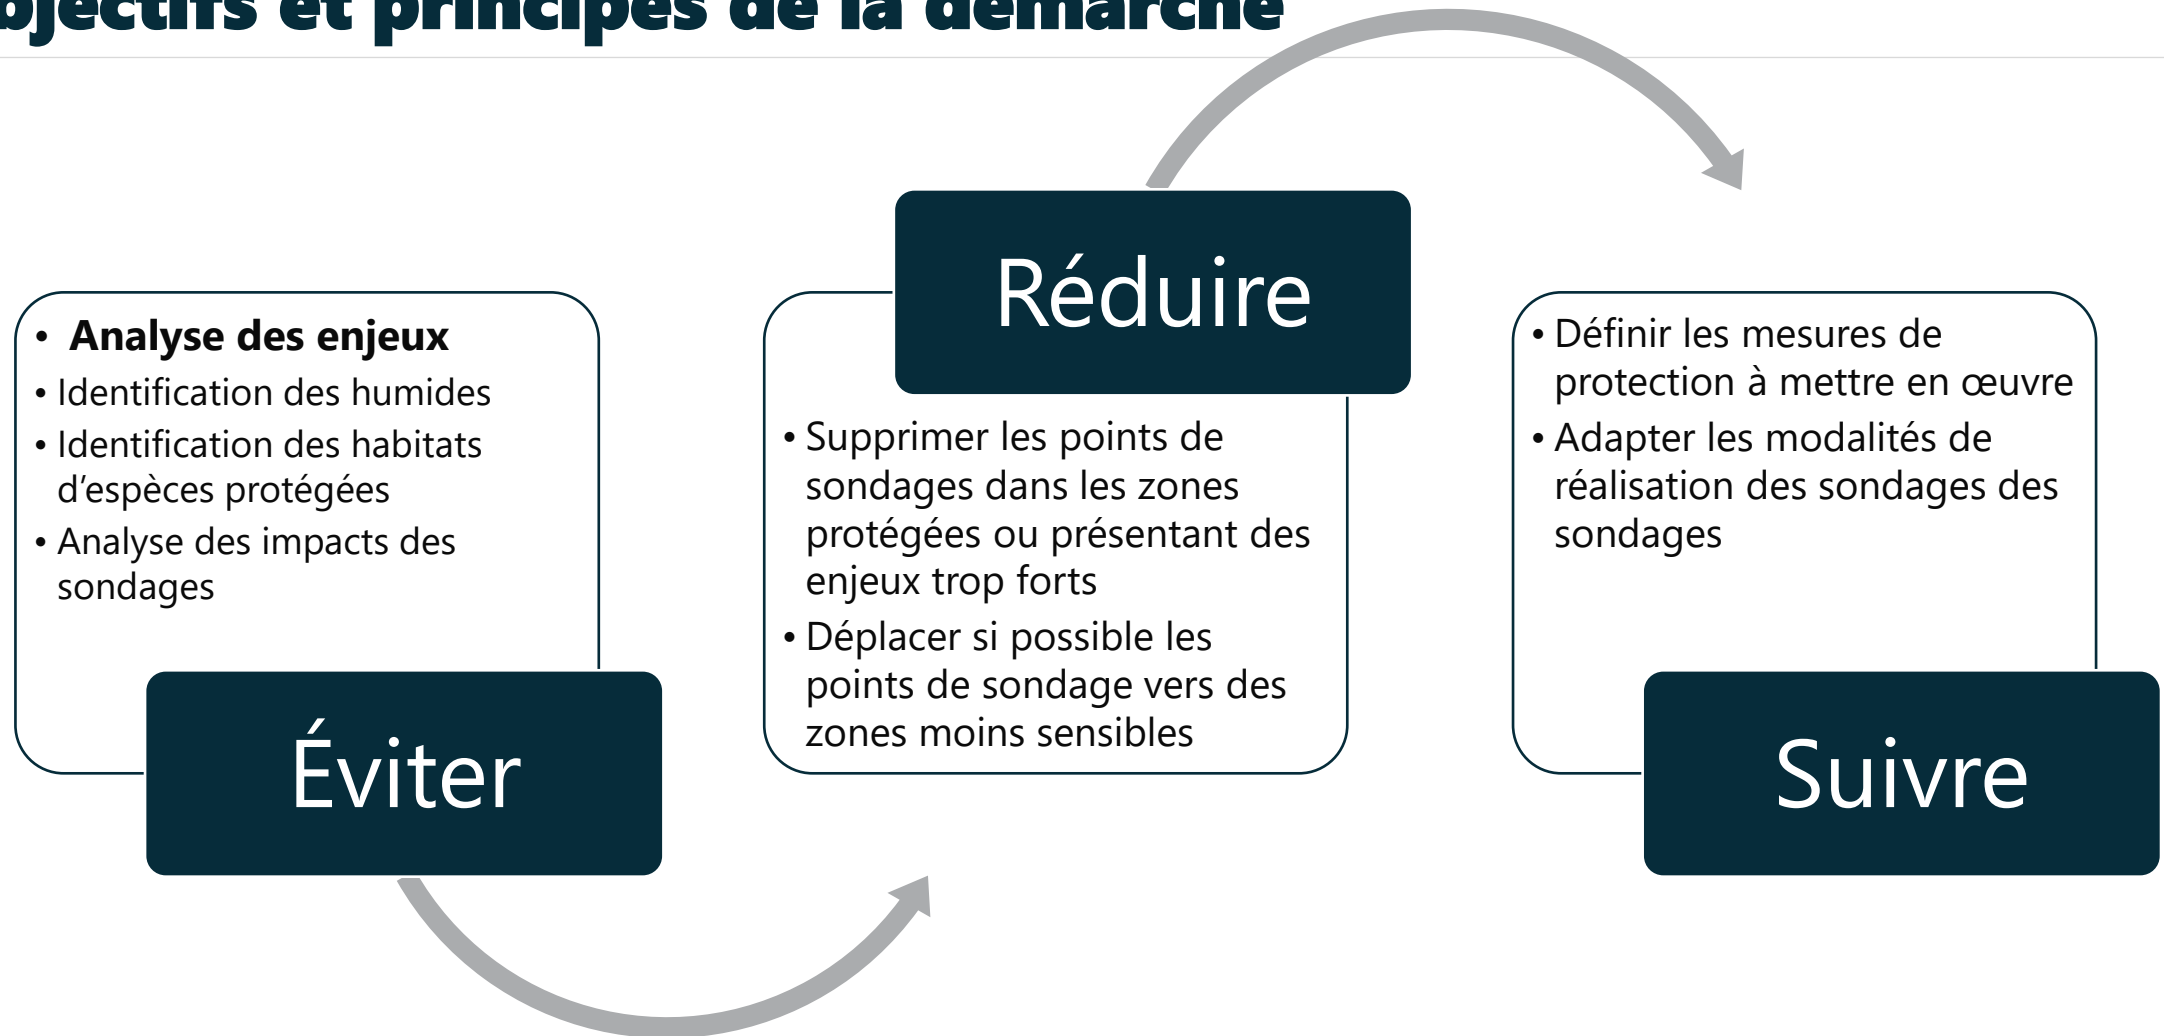 bjectifs et principes de la démarche
• Analyse des enjeux
• Identification des humides
• Identification des habitats
d’espèces protégées
• Analyse des impacts des
sondages
Éviter
Réduire
• Supprimer les points de
sondages dans les zones
protégées ou présentant des
enjeux trop forts
• Déplacer si possible les
points de sondage vers des
zones moins sensibles
• Définir les mesures de
protection à mettre en œuvre
• Adapter les modalités de
réalisation des sondages des
sondages
Suivre